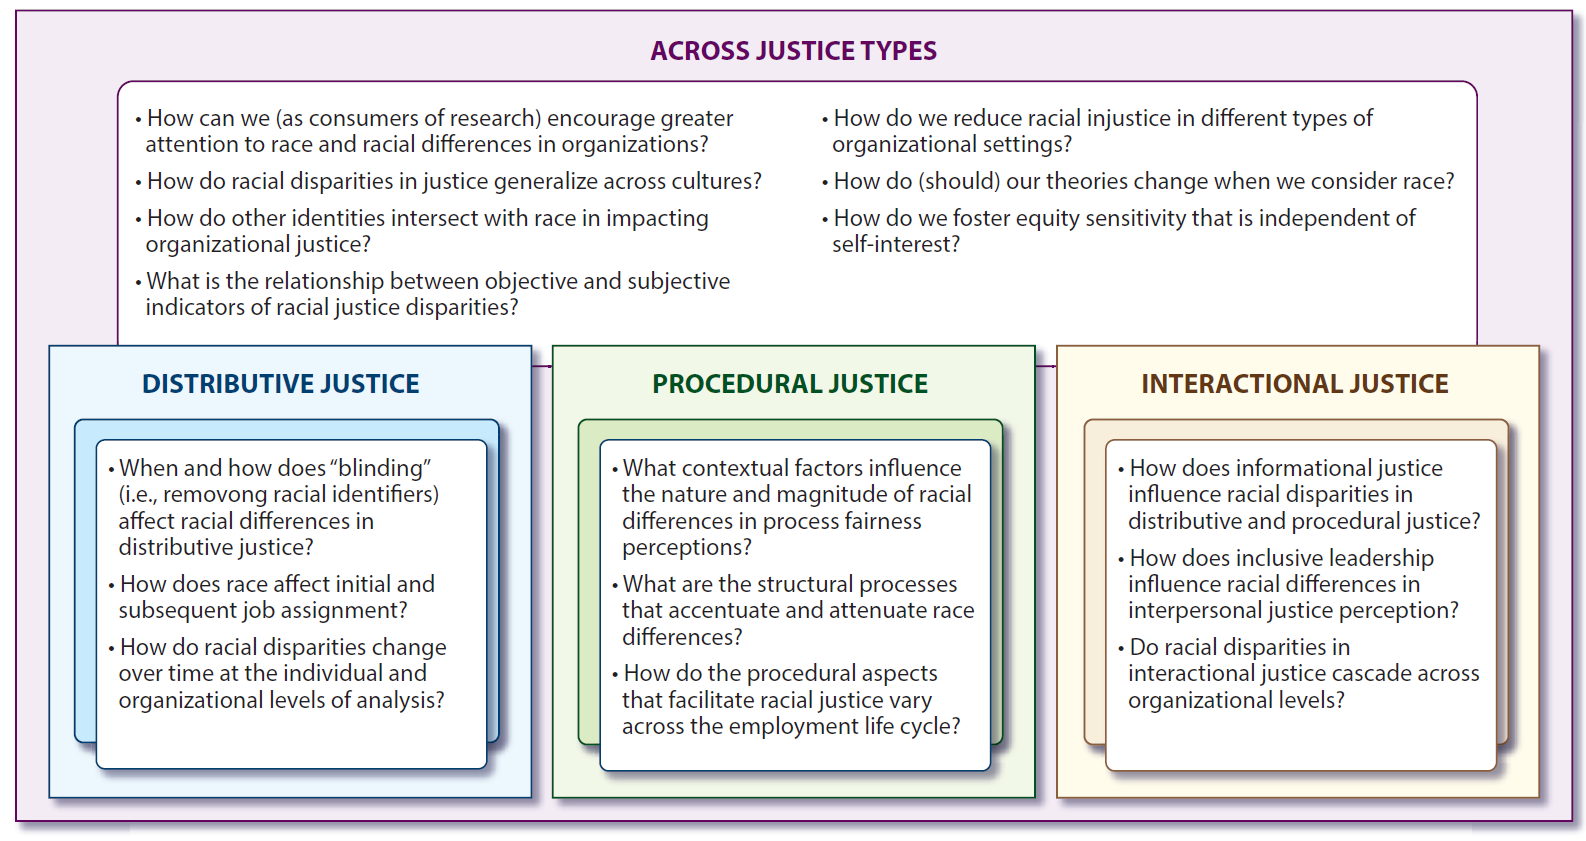 ACROSS JUSTICE TYPES
• How can we (as consumers of research) encourage greater
attention to race and racial differences in organizations?
• How do racial disparities in justice generalize across cultures?
• How do other identities intersect with race in impacting
organizational justice?
• What is the relationship between objective and subjective
indicators of racial justice disparities?
• How do we reduce racial injustice in different types of
organizational settings?
• How do (should) our theories change when we consider race?
• How do we foster equity sensitivity that is independent of
self-interest?
DISTRIBUTIVE JUSTICE
• When and how does “blinding”
(i.e., removong racial identifiers)
affect racial differences in
distributive justice?
• How does race affect initial and
subsequent job assignment?
• How do racial disparities change
over time at the individual and
organizational levels of analysis?
PROCEDURAL JUSTICE
• What contextual factors influence
the nature and magnitude of racial
differences in process fairness
perceptions?
• What are the structural processes
that accentuate and attenuate race
differences?
• How do the procedural aspects
that facilitate racial justice vary
across the employment life cycle?
INTERACTIONAL JUSTICE
• How does informational justice
influence racial disparities in
distributive and procedural justice?
• How does inclusive leadership
influence racial differences in
interpersonal justice perception?
• Do racial disparities in
interactional justice cascade across
organizational levels?